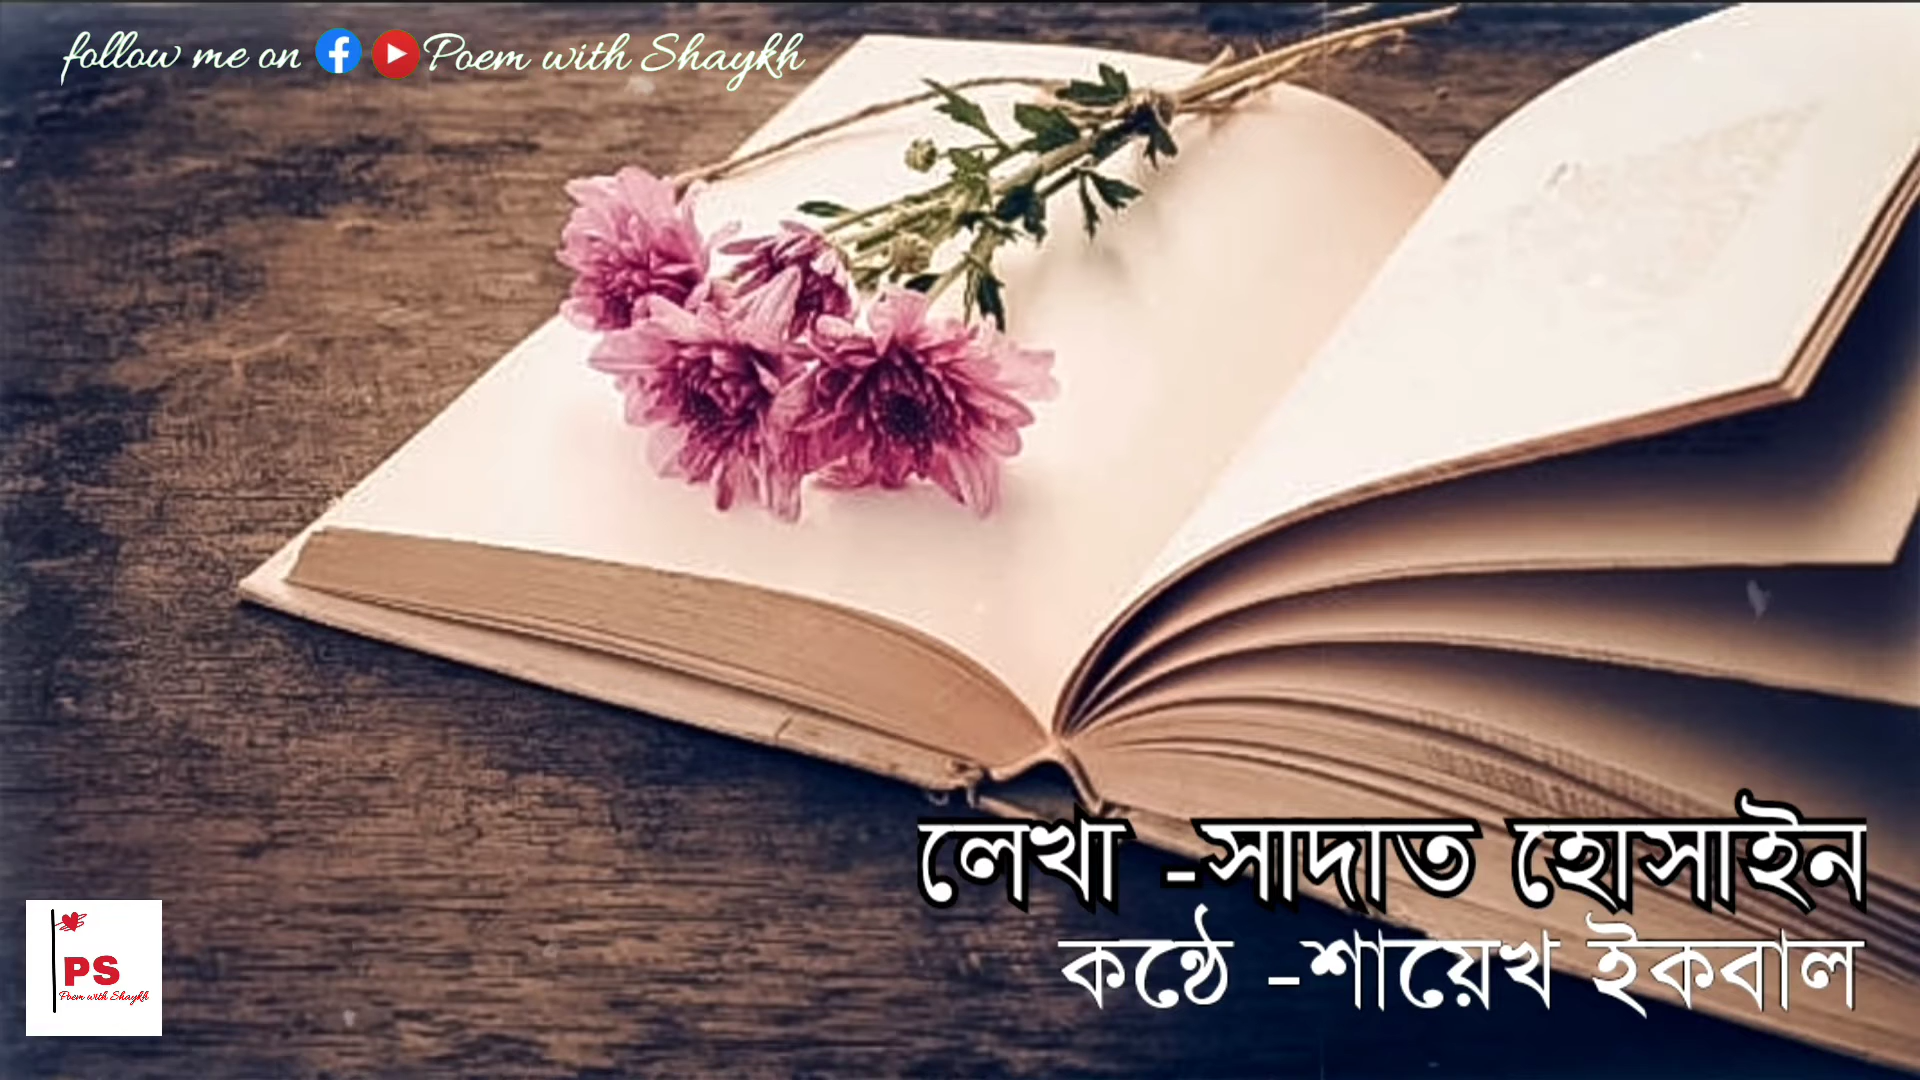 follow me on Poem with Shaykh
লেখা -সাদাত হোসাইন
কন্ঠে -শায়েখ ইকবাল
PS
Poem with Shaykh